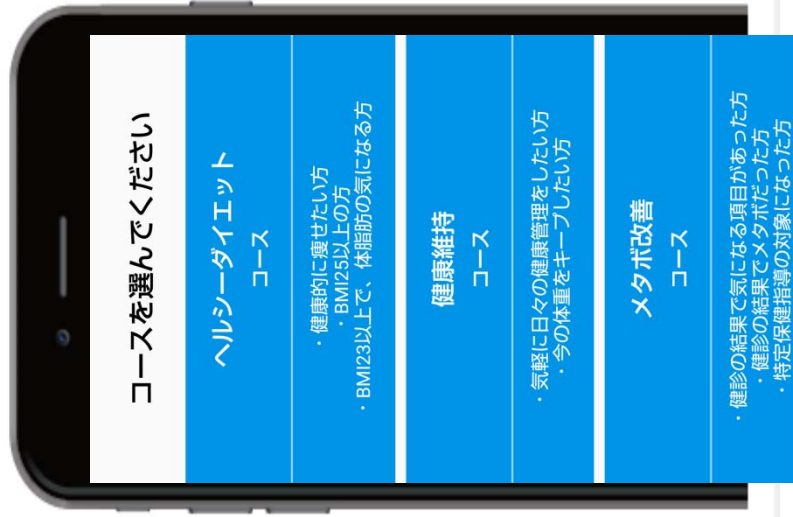 コースを選んでください
ヘルシーダイエット
コース
・健康的に痩せたい方
・BMI25以上の方
・BMI23以上で、体脂肪の気になる方
健康維持
コース
・気軽に日々の健康管理をしたい方
・今の体重をキープしたい方
メタボ改善
コース
・健診の結果で気になる項目があった方
・健診の結果でメタボだった方
・特定保健指導の対象になった方